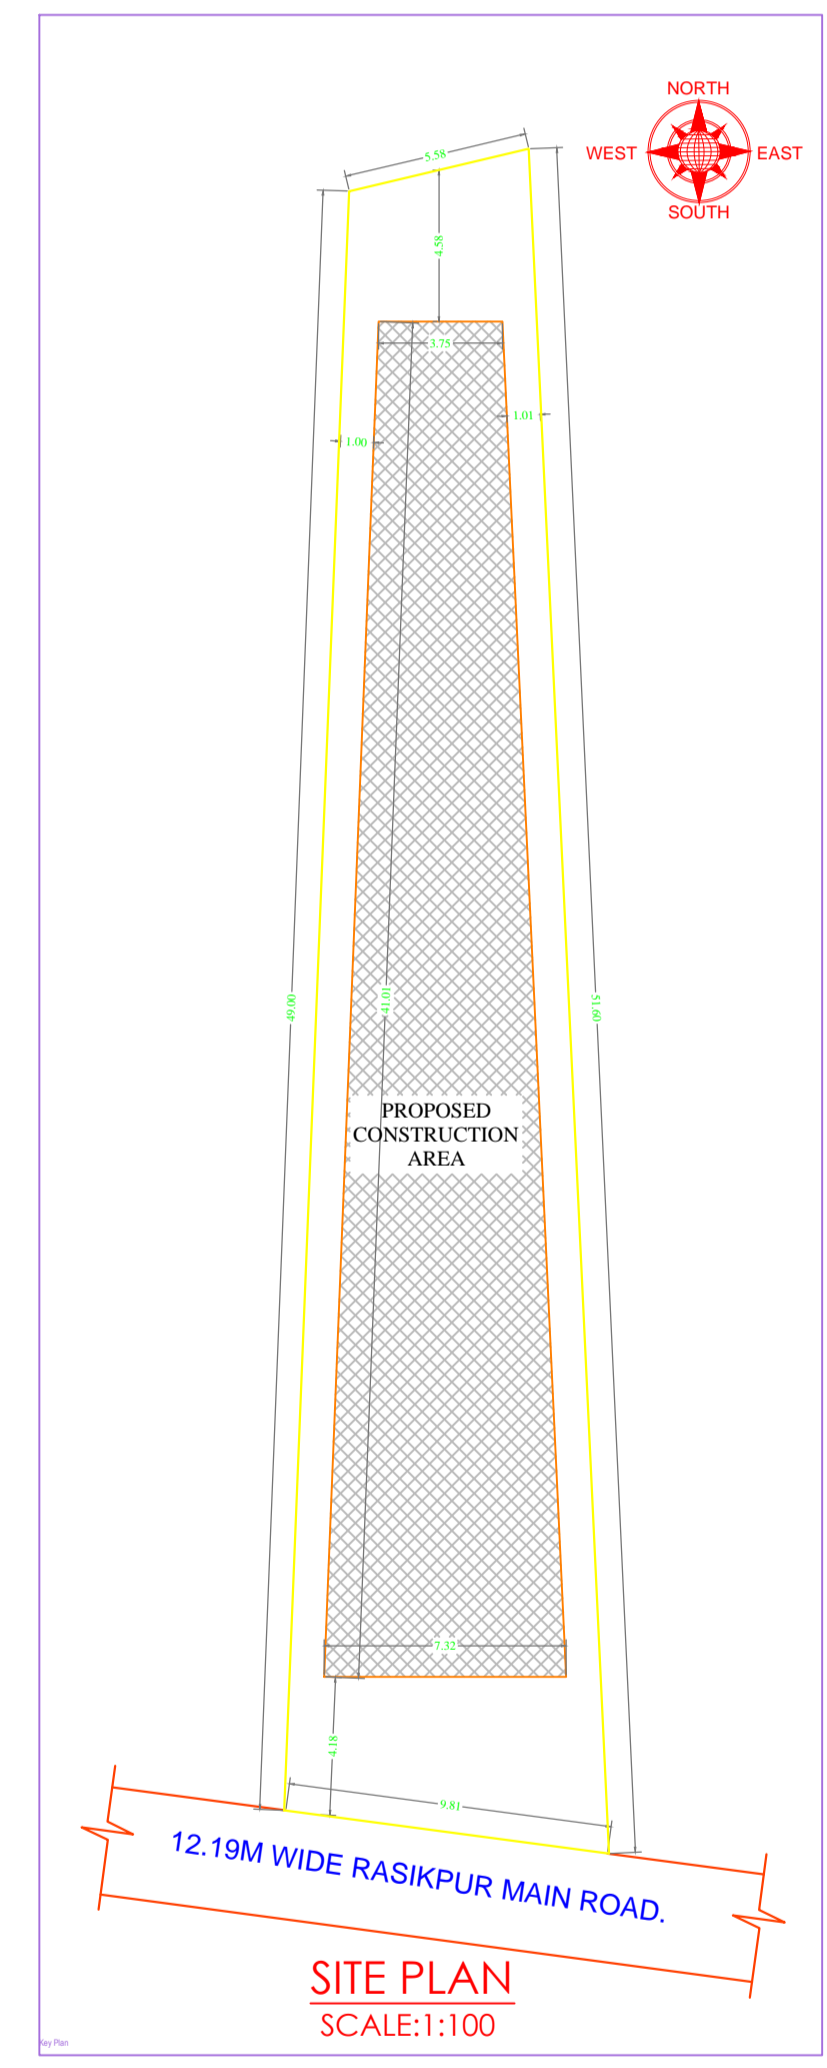 NORTH
WEST
EAST
SOUTH
5.58
4.58
3.75
1.01
1.00
49.00
41.01
51.60
PROPOSED
CONSTRUCTION
AREA
7.32
4.18
9.81
12.19M WIDE RASIKPUR MAIN ROAD.
SITE PLAN
SCALE:1:100
Key Plan